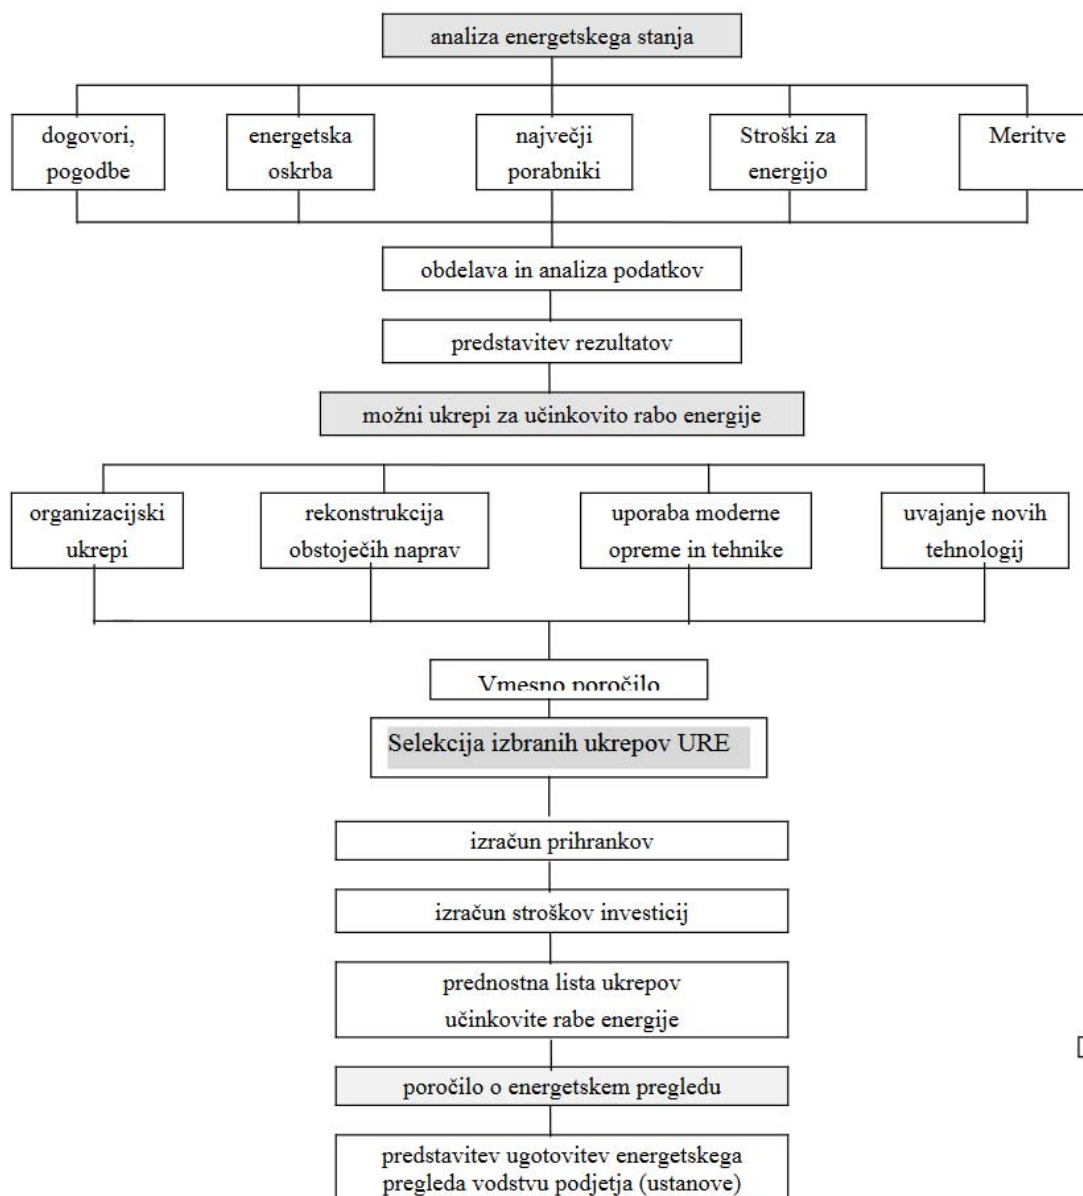 analiza energetskega stanja
dogovori,
pogodbe
energetska
oskrba
največji
porabniki
Stroški za
energijo
Meritve
obdelava in analiza podatkov
predstavitev rezultatov
možni ukrepi za učinkovito rabo energije
organizacijski
ukrepi
rekonstrukcija
obstoječih naprav
uporaba moderne
opreme in tehnike
uvajanje novih
tehnologij
Vmesno poročilo
Selekcija izbranih ukrepov URE
izračun prihrankov
izračun stroškov investicij
prednostna lista ukrepov
učinkovite rabe energije
poročilo o energetskem pregledu
predstavitev ugotovitev energetskega
pregleda vodstvu podjetja (ustanove)